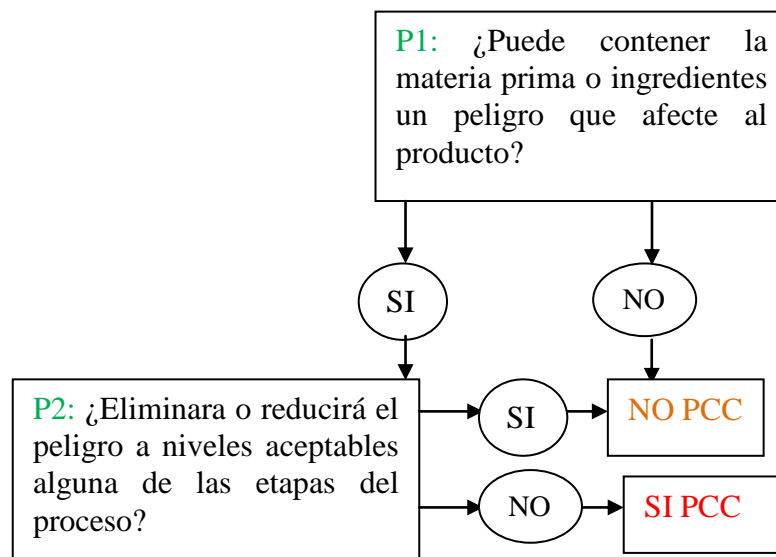 P1: ¿Puede contener la
materia prima o ingredientes
un peligro que afecte al
producto?
SI
NO
P2: ¿Eliminara o reducirá el
peligro a niveles aceptables
alguna de las etapas del
proceso?
SI
NO PCC
NO
SI PCC